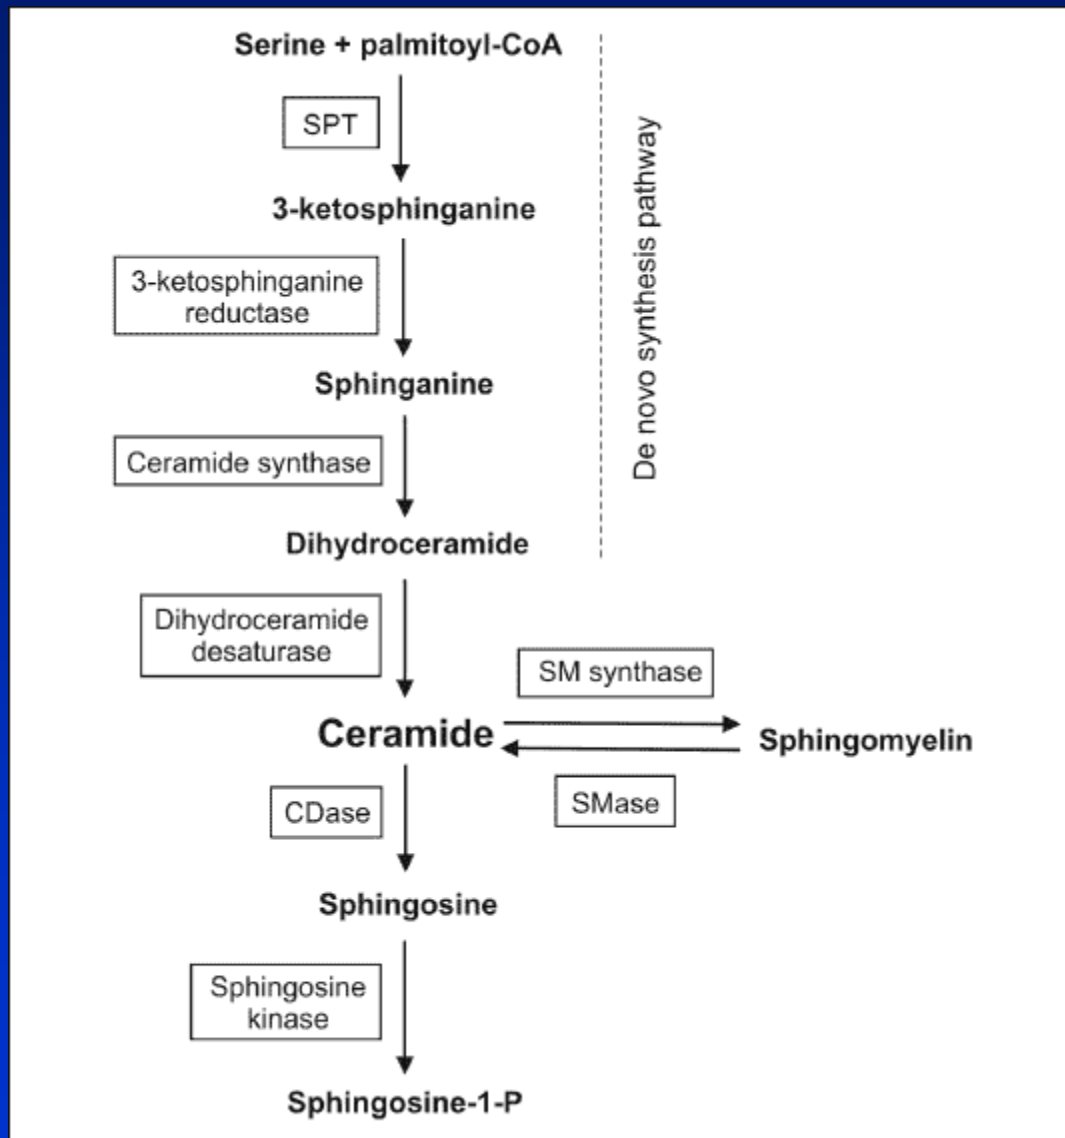 Serine + palmitoyl-CoA
SPT
3-ketosphinganine
3-ketosphinganine
reductase
Sphinganine
Ceramide synthase
Dihydroceramide
De novo synthesis pathway
Dihydroceramide
desaturase
SM synthase
Ceramide
Sphingomyelin
CDase
SMase
Sphingosine
Sphingosine
kinase
Sphingosine-1-P